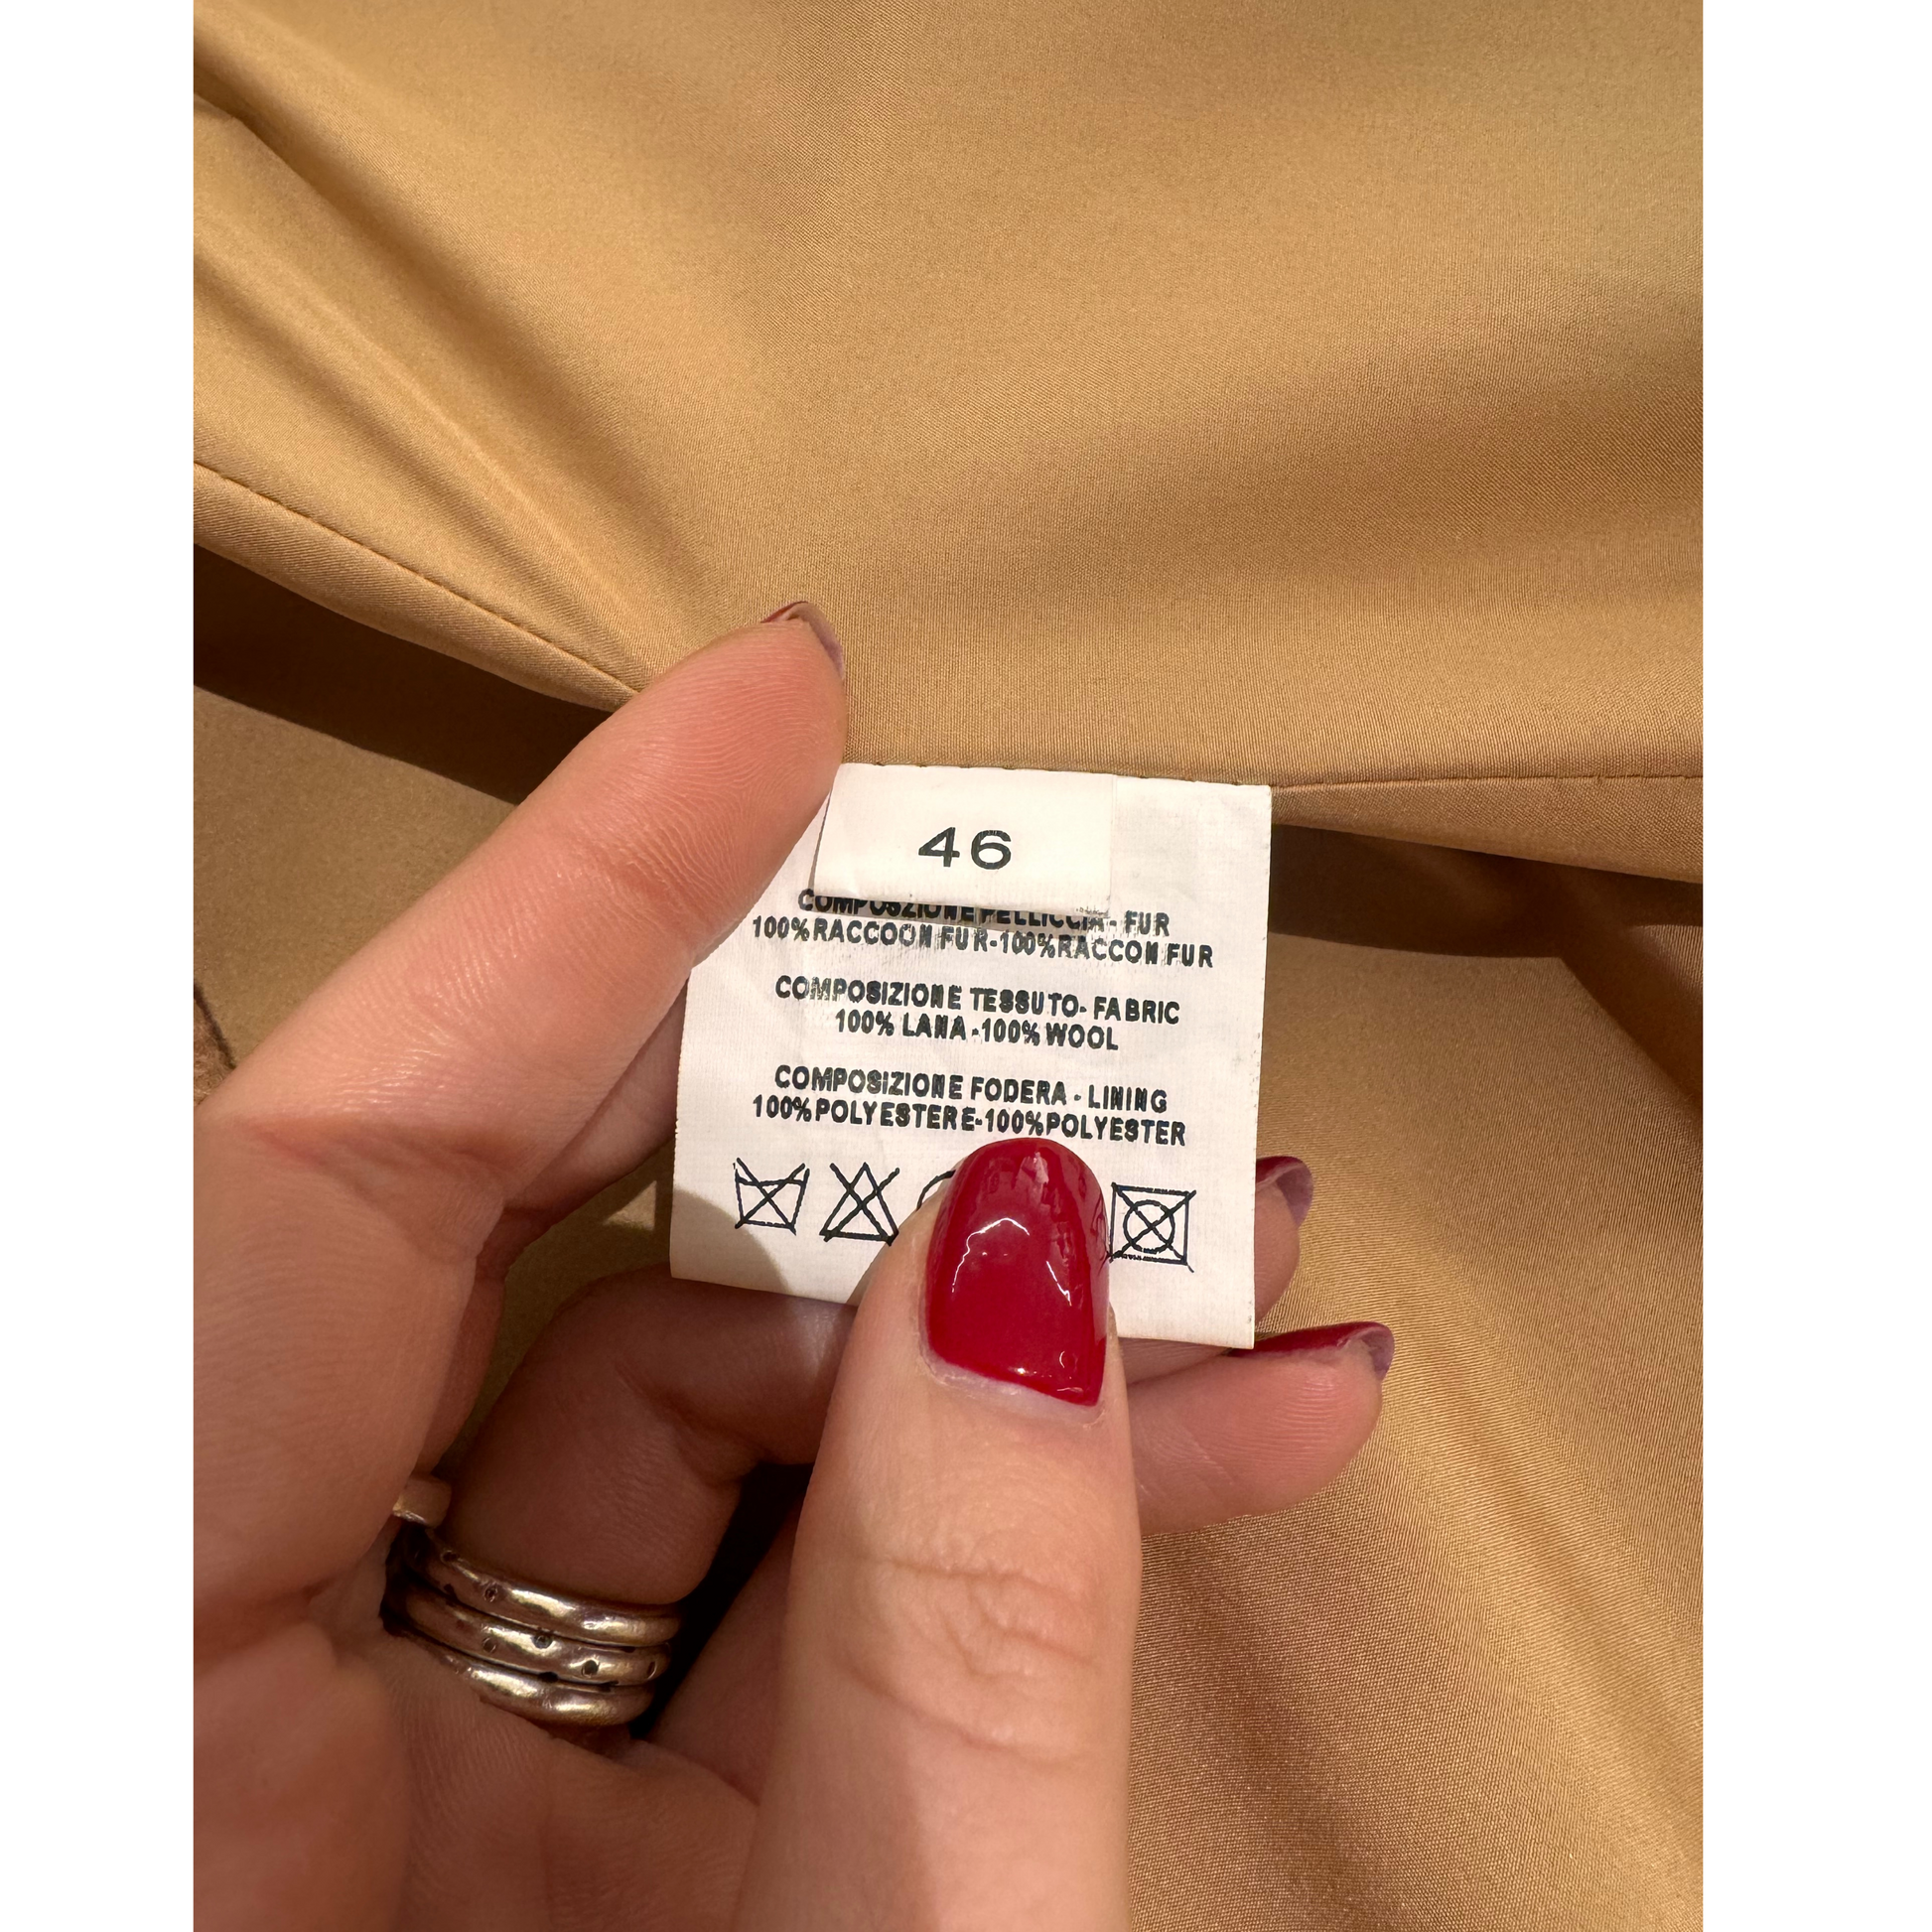 46
COMPOSZIONE PELLICCIA - FUR
100% RACCOON FUR-100% RACCON FUR
COMPOSIZIONE TESSUTO- FABRIC
100% LANA -100% WOOL
COMPOSIZIONE FODERA - LINING
100% POLYESTERE-100% POLYESTER